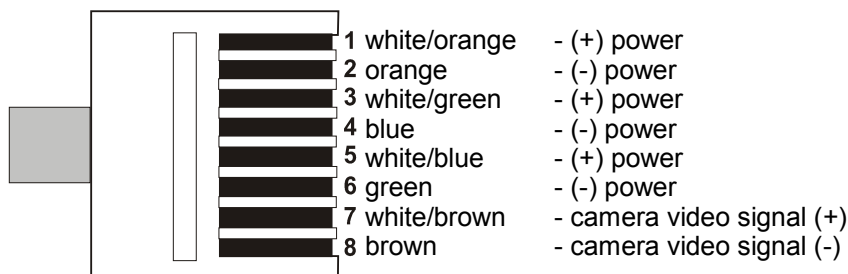 1 white/orange - (+) power
2 orange - (-) power
3 white/green - (+) power
4 blue - (-) power
5 white/blue - (+) power
6 green - (-) power
7 white/brown - camera video signal (+)
8 brown - camera video signal (-)